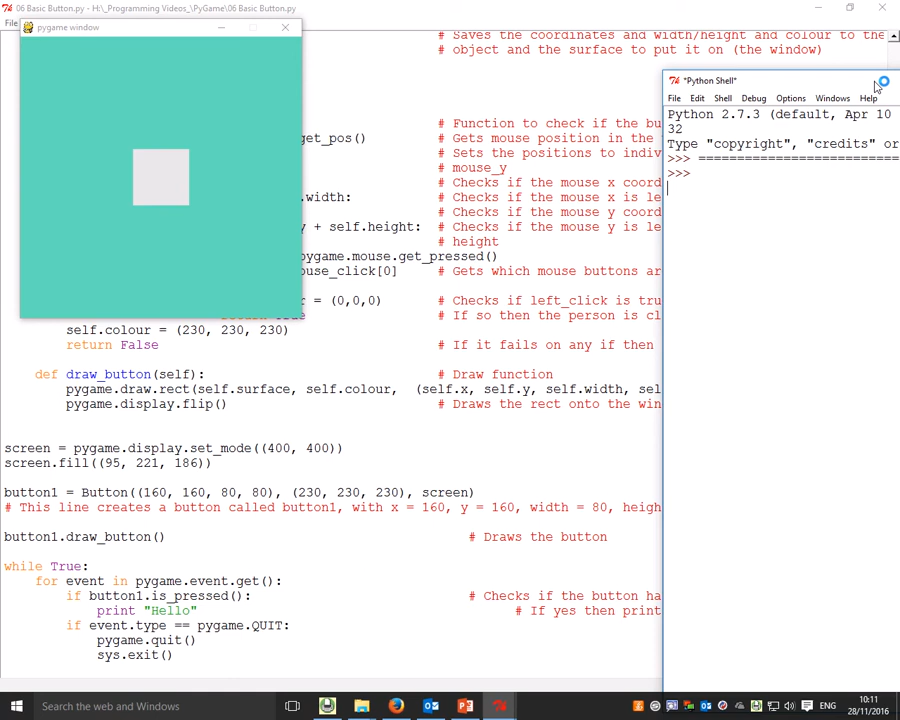 06 Basic Button.py - H:\_Programming Videos_\PyGame\06 Basic Button.py
File
# Saves the coordinates and width/height and colour to the
# object and the surface to put it on (the window)
pygame window
*Python Shell*
File Edit Shell Debug Options Windows Help
Python 2.7.3 (default, Apr 10
32
Type "copyright", "credits" or
>>> ==========================
>>>
# Function to check if the bu
get_pos() # Gets mouse position in the
# Sets the positions to indiv
# mouse_y
# Checks if the mouse x coord
.width: # Checks if the mouse x is le
# Checks if the mouse y coord
y + self.height: # Checks if the mouse y is le
# height
pygame.mouse.get_pressed()
ouse_click[0] # Gets which mouse buttons ar
r = (0,0,0) # Checks if left_click is tru
# If so then the person is cl
self.colour = (230, 230, 230)
return False # If it fails on any if then
def draw_button(self): # Draw function
pygame.draw.rect(self.surface, self.colour, (self.x, self.y, self.width, sel
pygame.display.flip() # Draws the rect onto the win
screen = pygame.display.set_mode((400, 400))
screen.fill((95, 221, 186))
button1 = Button((160, 160, 80, 80), (230, 230, 230), screen)
# This line creates a button called button1, with x = 160, y = 160, width = 80, heigh
button1.draw_button() # Draws the button
while True:
for event in pygame.event.get():
if button1.is_pressed(): # Checks if the button ha
print "Hello" # If yes then print
if event.type == pygame.QUIT:
pygame.quit()
sys.exit()
Search the web and Windows
ENG
10:11
28/11/2016